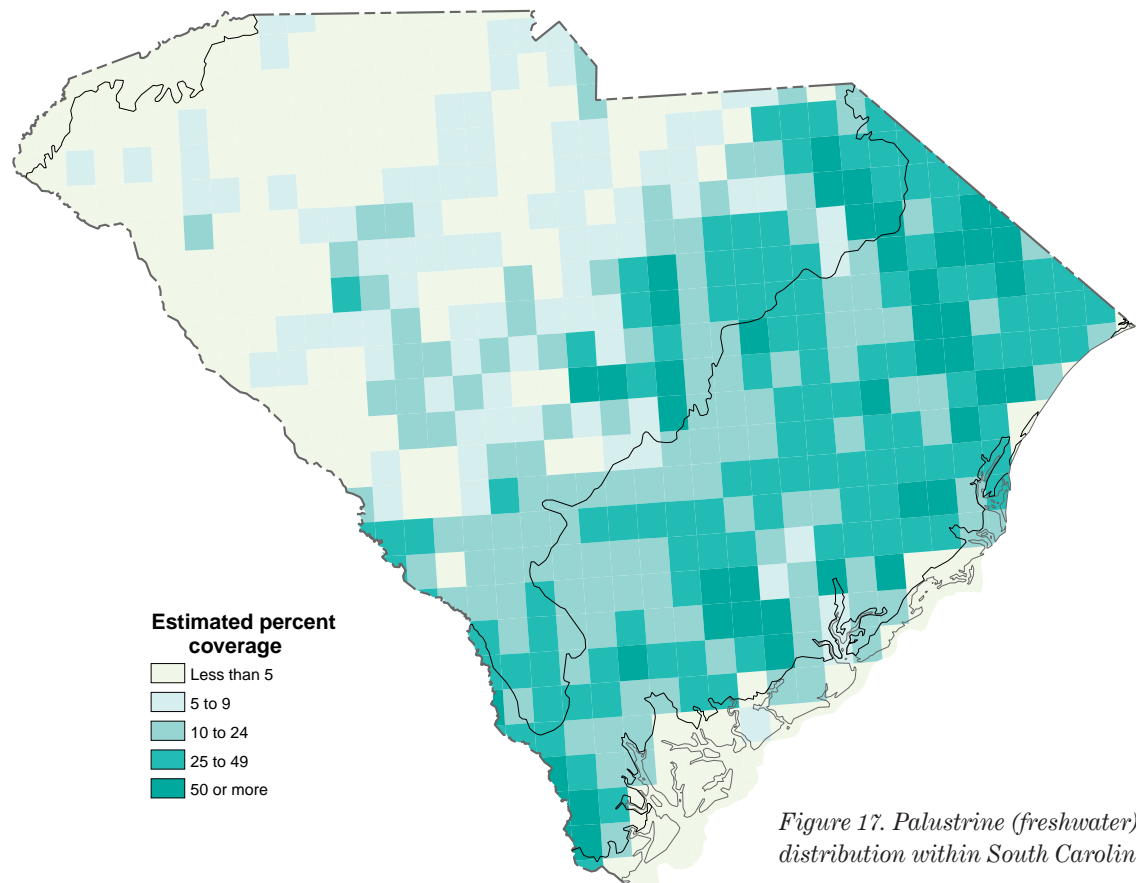 Estimated percent
coverage
Less than 5
5 to 9
10 to 24
25 to 49
50 or more
Figure 17. Palustrine (freshwater)
distribution within South Carolin